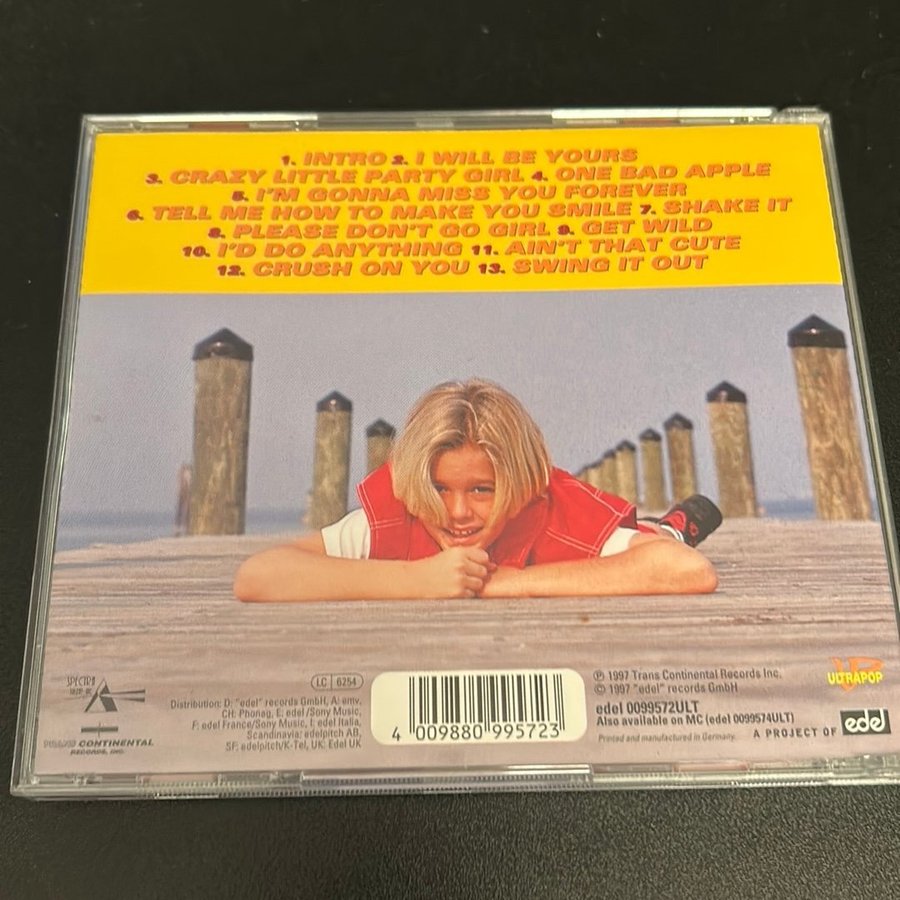 1. INTRO 2. I WILL BE YOURS
3. CRAZY LITTLE PARTY GIRL 4. ONE BAD APPLE
5. I'M GONNA MISS YOU FOREVER
6. TELL ME HOW TO MAKE YOU SMILE 7. SHAKE IT
8. PLEASE DON'T GO GIRL 9. GET WILD
10. I'D DO ANYTHING 11. AIN'T THAT CUTE
12. CRUSH ON YOU 13. SWING IT OUT
SPECTRA
TRANS CONTINENTAL
RECORDS, INC.
LC 6254
Distribution: D: "edel" records GmbH, A: emv,
CH: Phonag, E: edel/Sony Music,
F: edel France/Sony Music, I: edel Italia,
Scandinavia: edelpitch AB,
SF: edelpitch/K-Tel, UK: Edel UK
4 009880 995723
℗ 1997 Trans Continental Records Inc.
© 1997 "edel" records GmbH
edel 0099572ULT
Also available on MC (edel 0099574ULT)
Printed and manufactured in Germany.
ULTRAPOP
A PROJECT OF edel